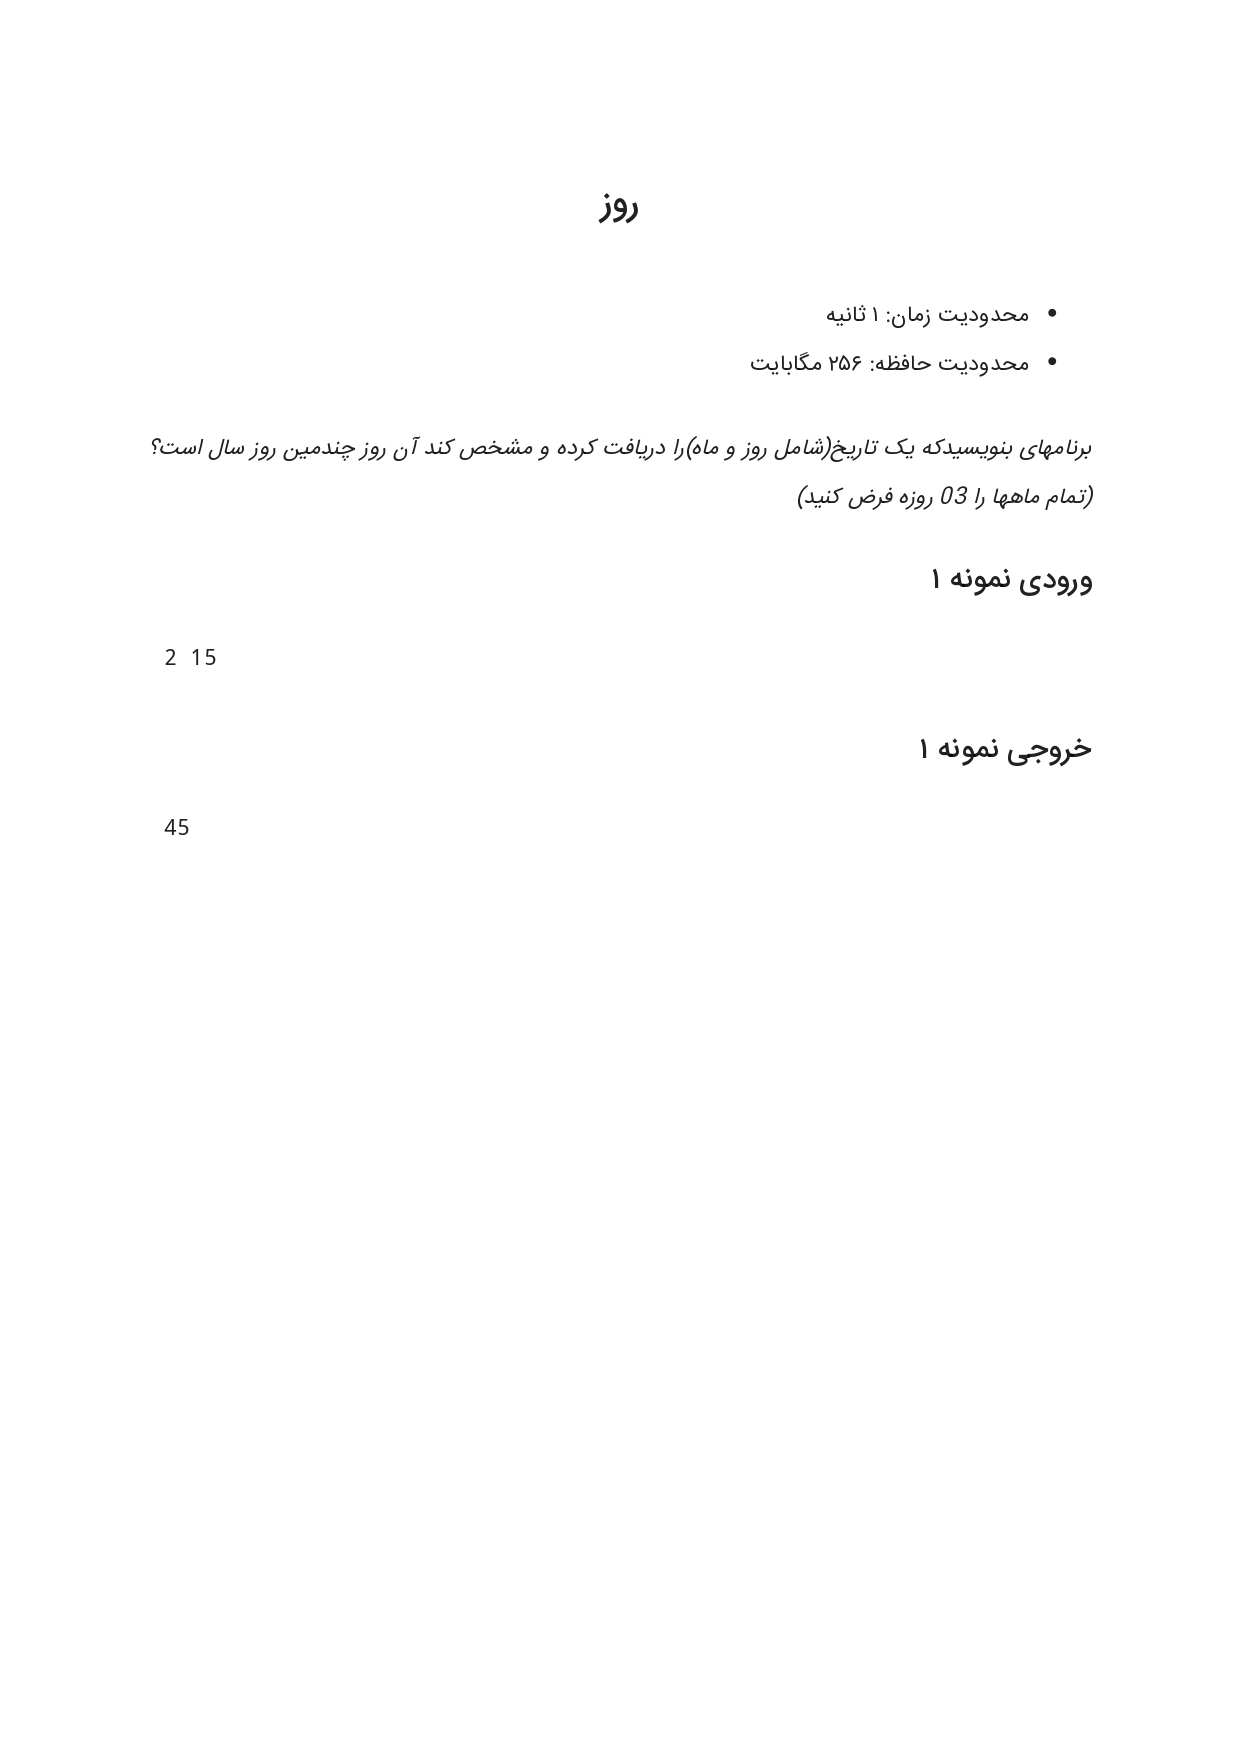 روز
• محدودیت زمان: ۱ ثانیه
• محدودیت حافظه: ۲۵۶ مگابایت
برنامهای بنویسیدکه یک تاریخ(شامل روز و ماه)را دریافت کرده و مشخص کند آن روز چندمین روز سال است؟
(تمام ماهها را 03 روزه فرض کنید)
ورودی نمونه ۱
2 15
خروجی نمونه ۱
45